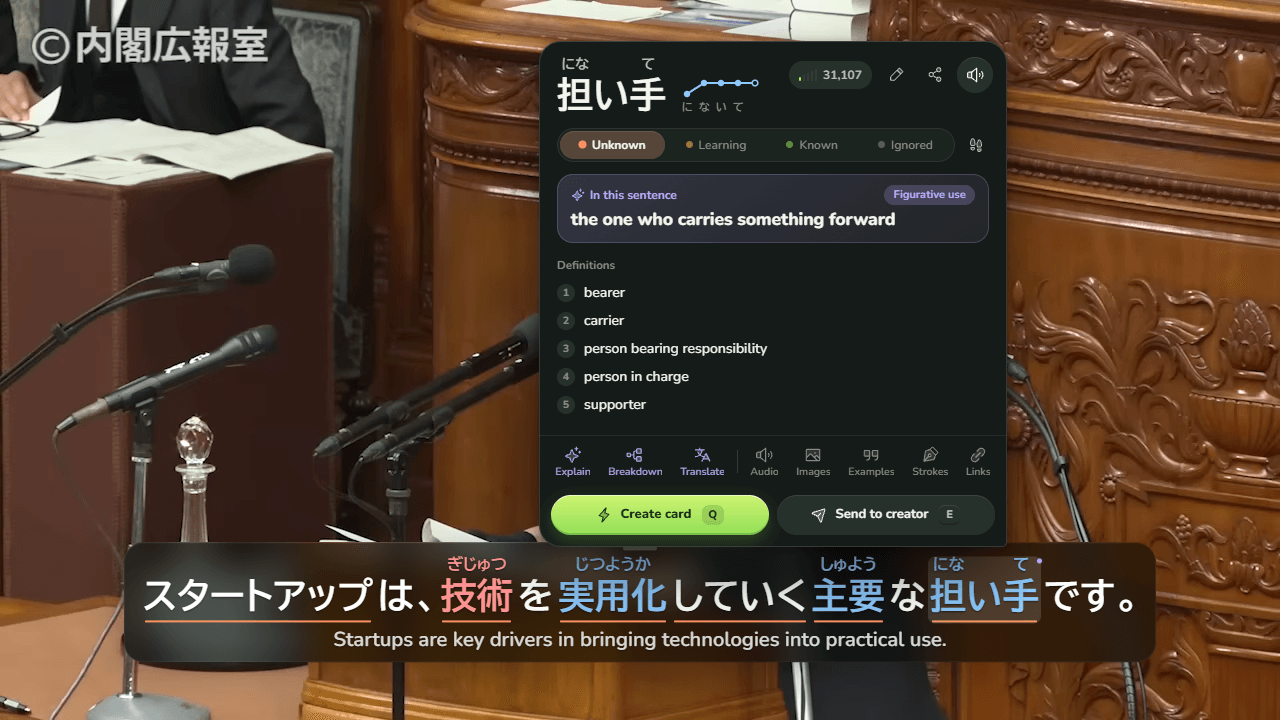 ©内閣広報室
にな て
担い手
にないて
31,107
Unknown
Learning
Known
Ignored
In this sentence
Figurative use
the one who carries something forward
Definitions
1 bearer
2 carrier
3 person bearing responsibility
4 person in charge
5 supporter
Explain
Breakdown
Translate
Audio
Images
Examples
Strokes
Links
Create card Q
Send to creator E
ぎじゅつ じつようか しゅよう にな て
スタートアップは、技術を実用化していく主要な担い手です。
Startups are key drivers in bringing technologies into practical use.